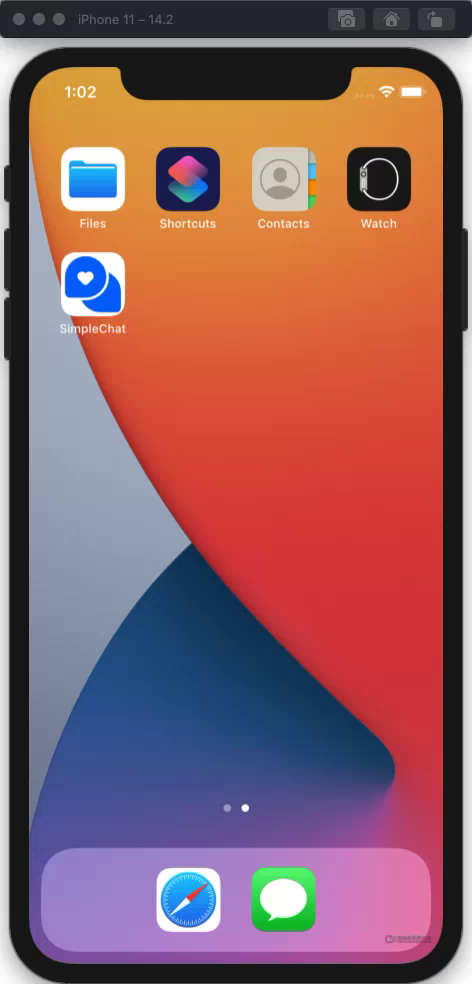 iPhone 11 – 14.2
1:02
Files
Shortcuts
Contacts
Watch
SimpleChat